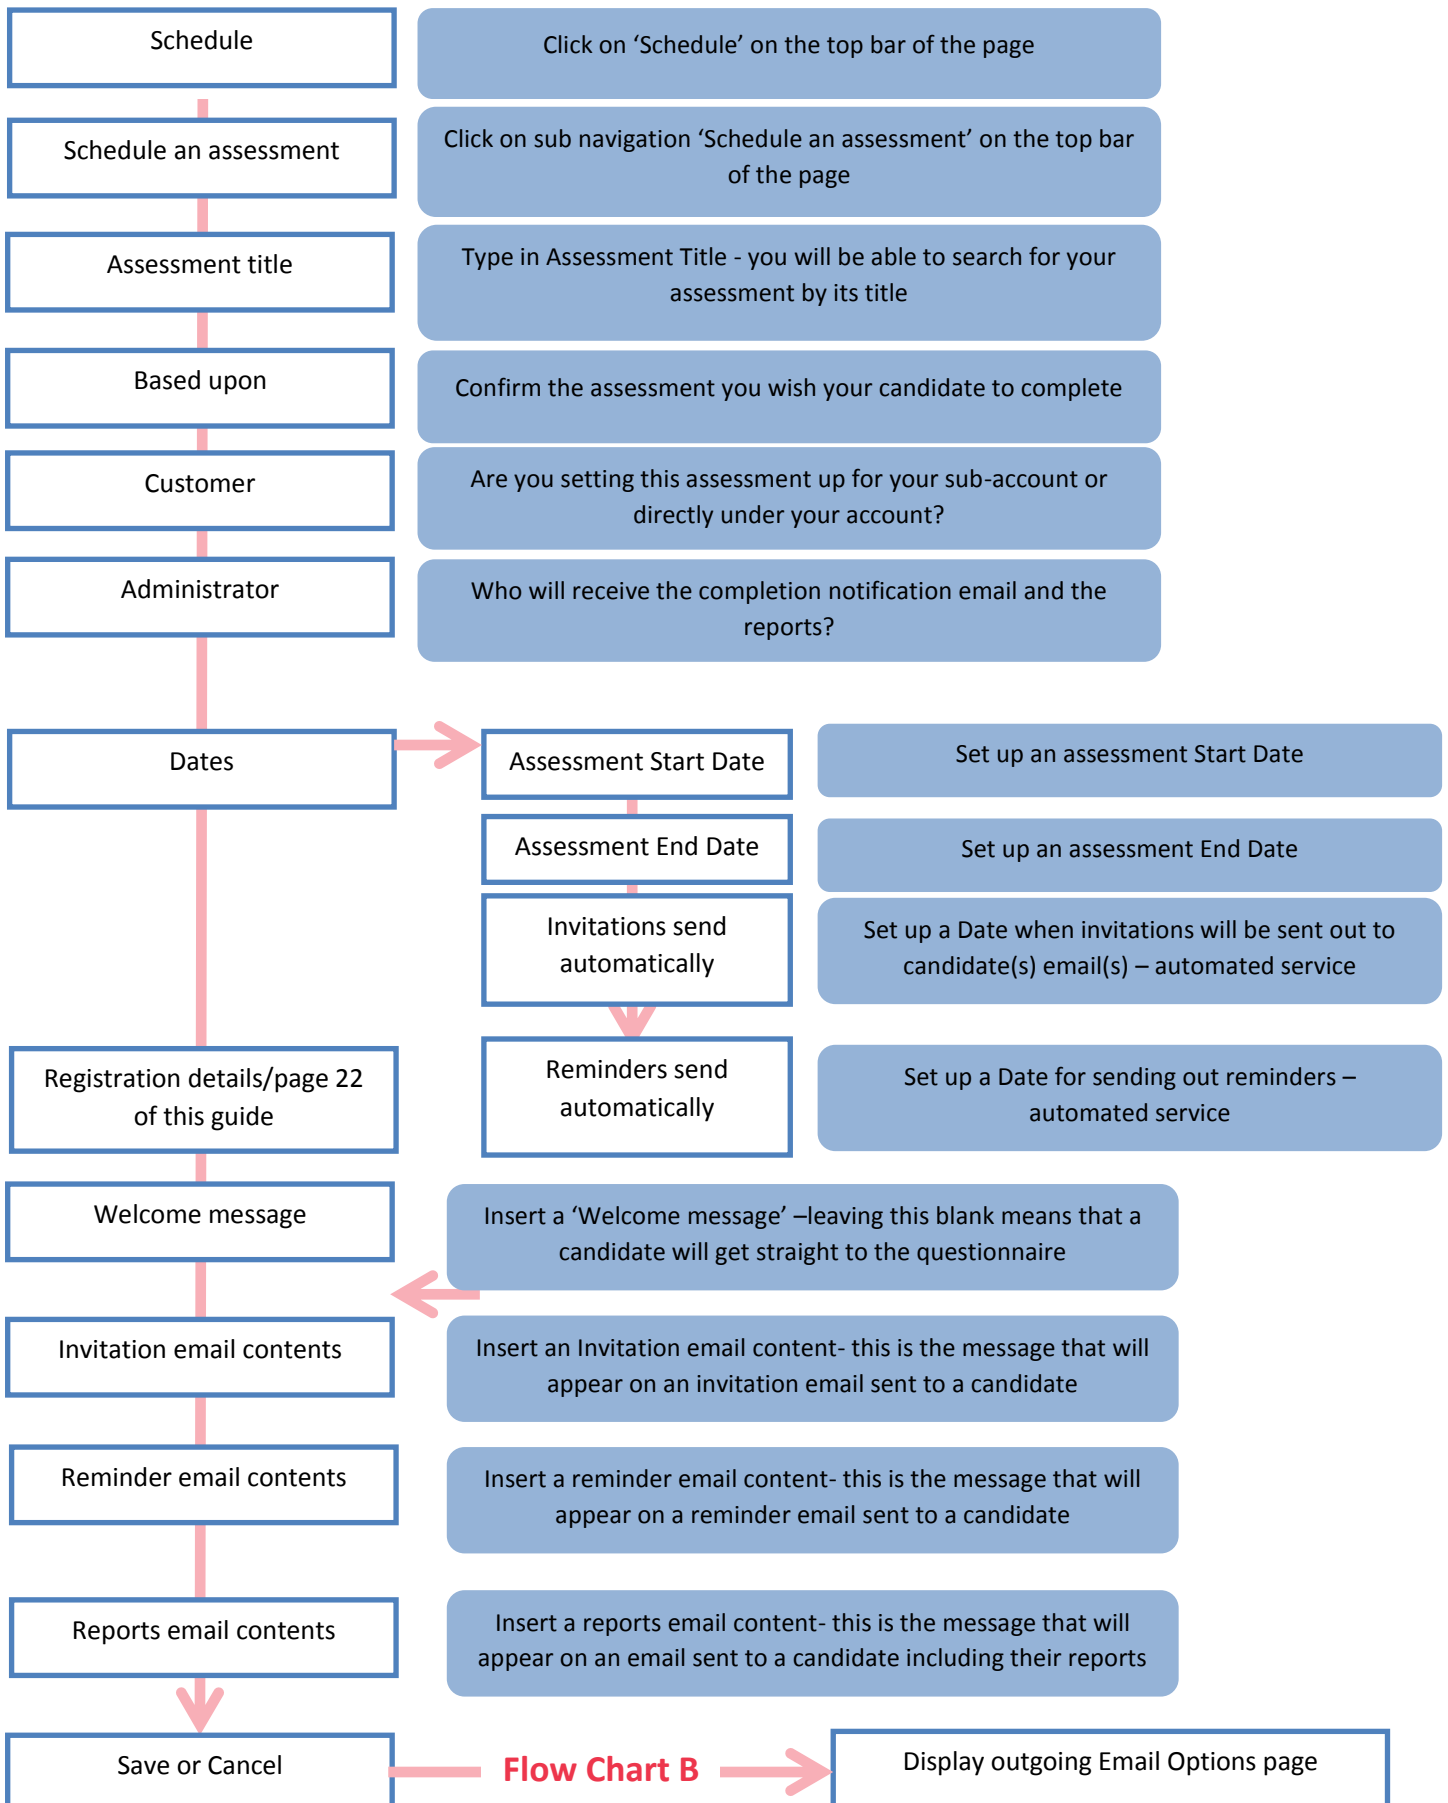 Schedule
Click on ‘Schedule’ on the top bar of the page
Schedule an assessment
Click on sub navigation ‘Schedule an assessment’ on the top bar
of the page
Assessment title
Type in Assessment Title - you will be able to search for your
assessment by its title
Based upon
Confirm the assessment you wish your candidate to complete
Customer
Are you setting this assessment up for your sub-account or
directly under your account?
Administrator
Who will receive the completion notification email and the
reports?
Dates
Assessment Start Date
Set up an assessment Start Date
Assessment End Date
Set up an assessment End Date
Invitations send
automatically
Set up a Date when invitations will be sent out to
candidate(s) email(s) – automated service
Reminders send
automatically
Set up a Date for sending out reminders –
automated service
Registration details/page 22
of this guide
Welcome message
Insert a ‘Welcome message’ –leaving this blank means that a
candidate will get straight to the questionnaire
Invitation email contents
Insert an Invitation email content- this is the message that will
appear on an invitation email sent to a candidate
Reminder email contents
Insert a reminder email content- this is the message that will
appear on a reminder email sent to a candidate
Reports email contents
Insert a reports email content- this is the message that will
appear on an email sent to a candidate including their reports
Save or Cancel
Flow Chart B
Display outgoing Email Options page